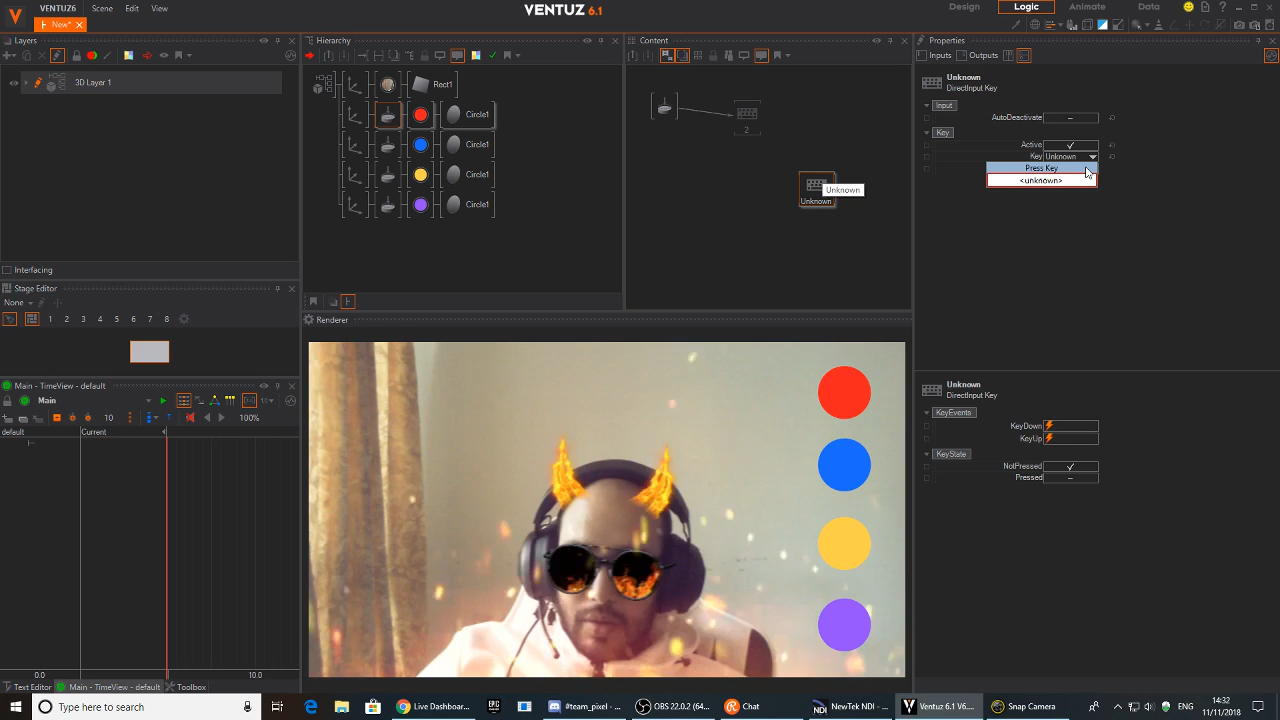 VENTUZ6 Scene Edit View
VENTUZ 6.1
Design Logic Animate Data
New*
Layers
Hierarchy
Content
Properties
Inputs Outputs
3D Layer 1
Rect1
Circle1
Circle1
Circle1
Circle1
2
Unknown
Unknown
Unknown
DirectInput Key
Input
AutoDeactivate
Key
Active
Key Unknown
Press Key
<unknown>
Interfacing
Stage Editor
None
1 2 3 4 5 6 7 8
Renderer
Main - TimeView - default
Main
10 100%
default Current
0.0 10.0
Unknown
DirectInput Key
KeyEvents
KeyDown
KeyUp
KeyState
NotPressed
Pressed
Text Editor Main - TimeView - default Toolbox
Type here to search
Live Dashboar...
#team_pixel - ...
OBS 22.0.2 (64...
Chat
NewTek NDI - ...
Ventuz 6.1 V6....
Snap Camera
ENG
14:32
11/11/2018